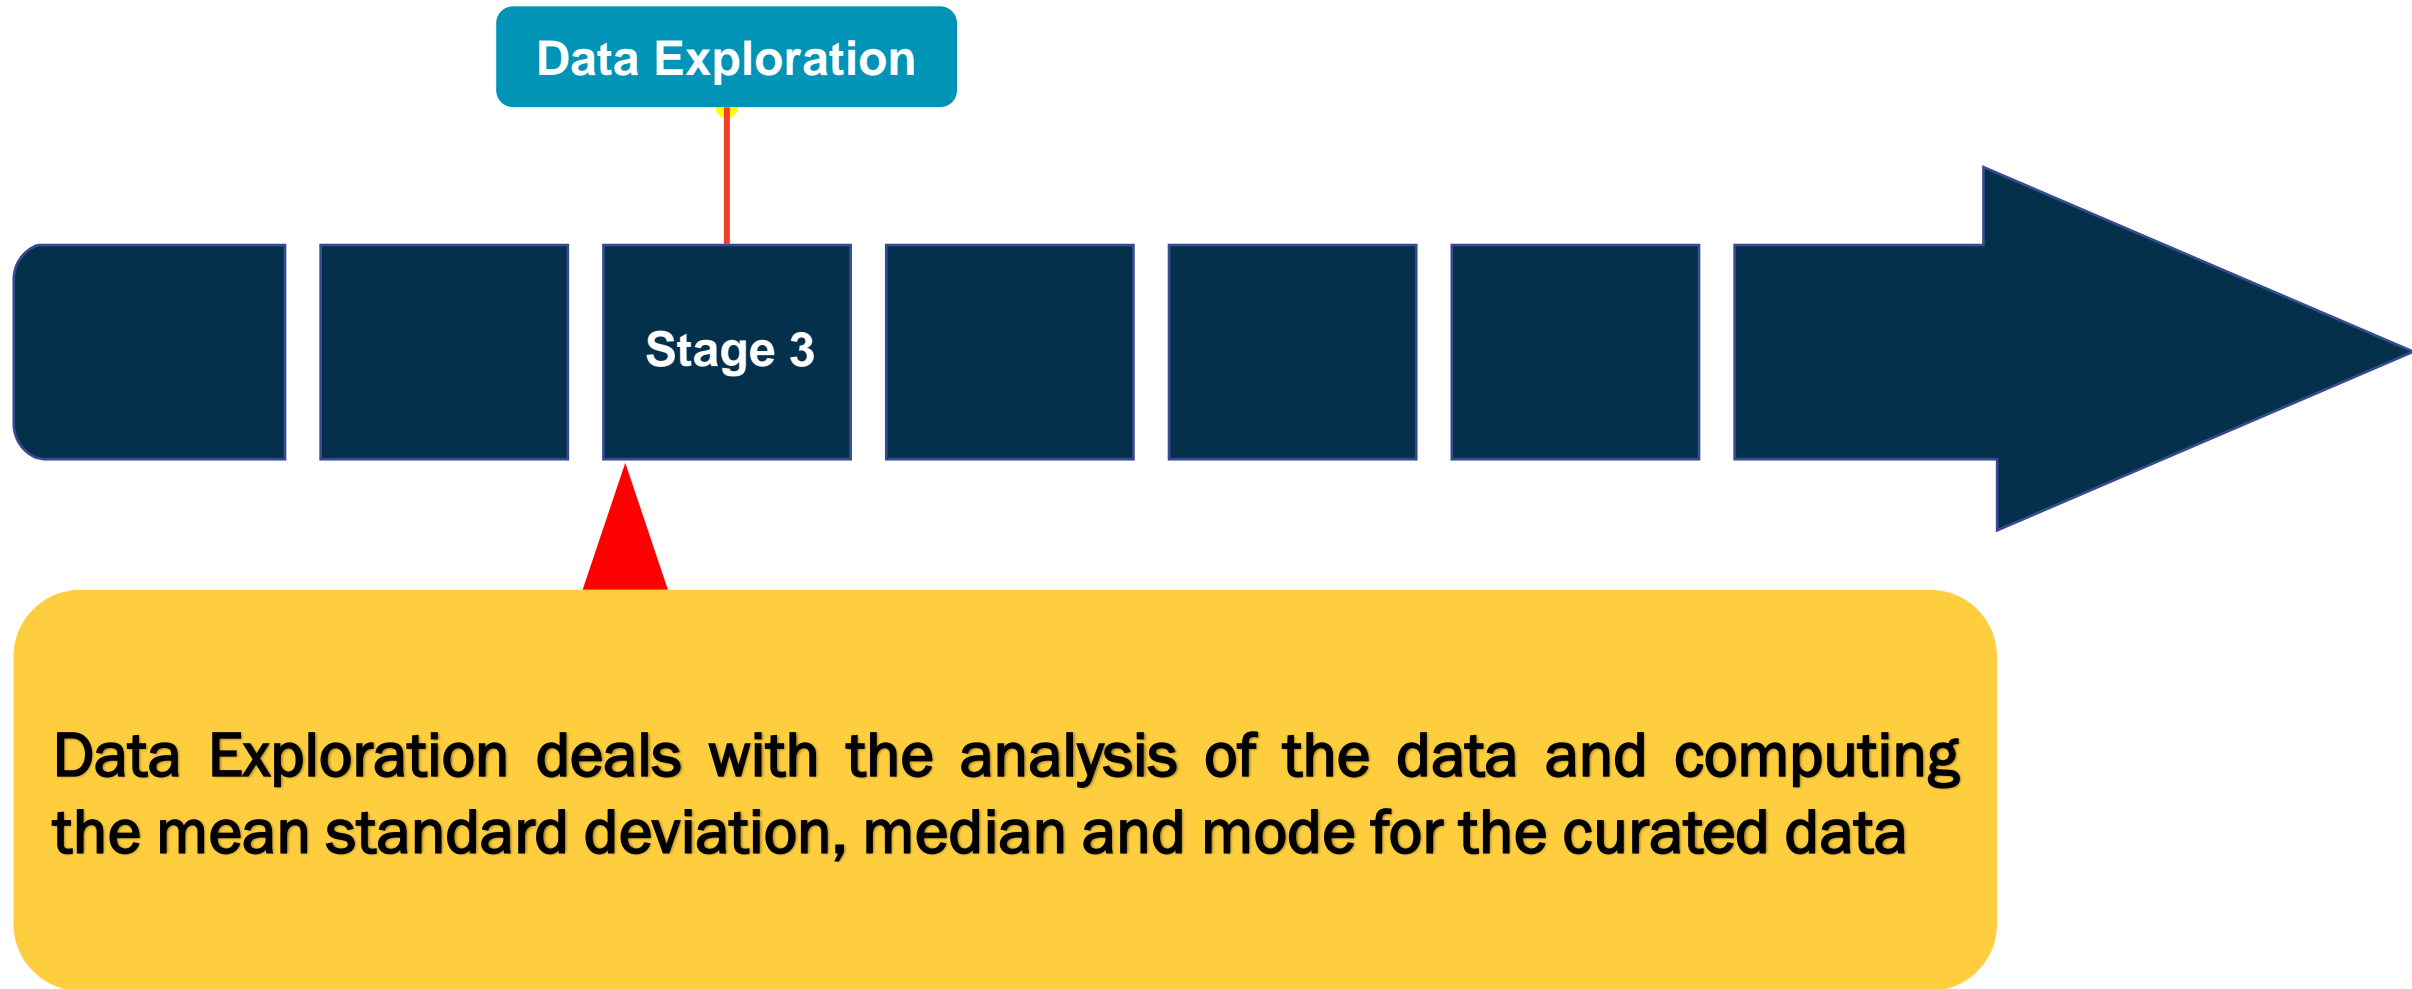 Data Exploration
Stage 3
Data Exploration deals with the analysis of the data and computing
the mean standard deviation, median and mode for the curated data